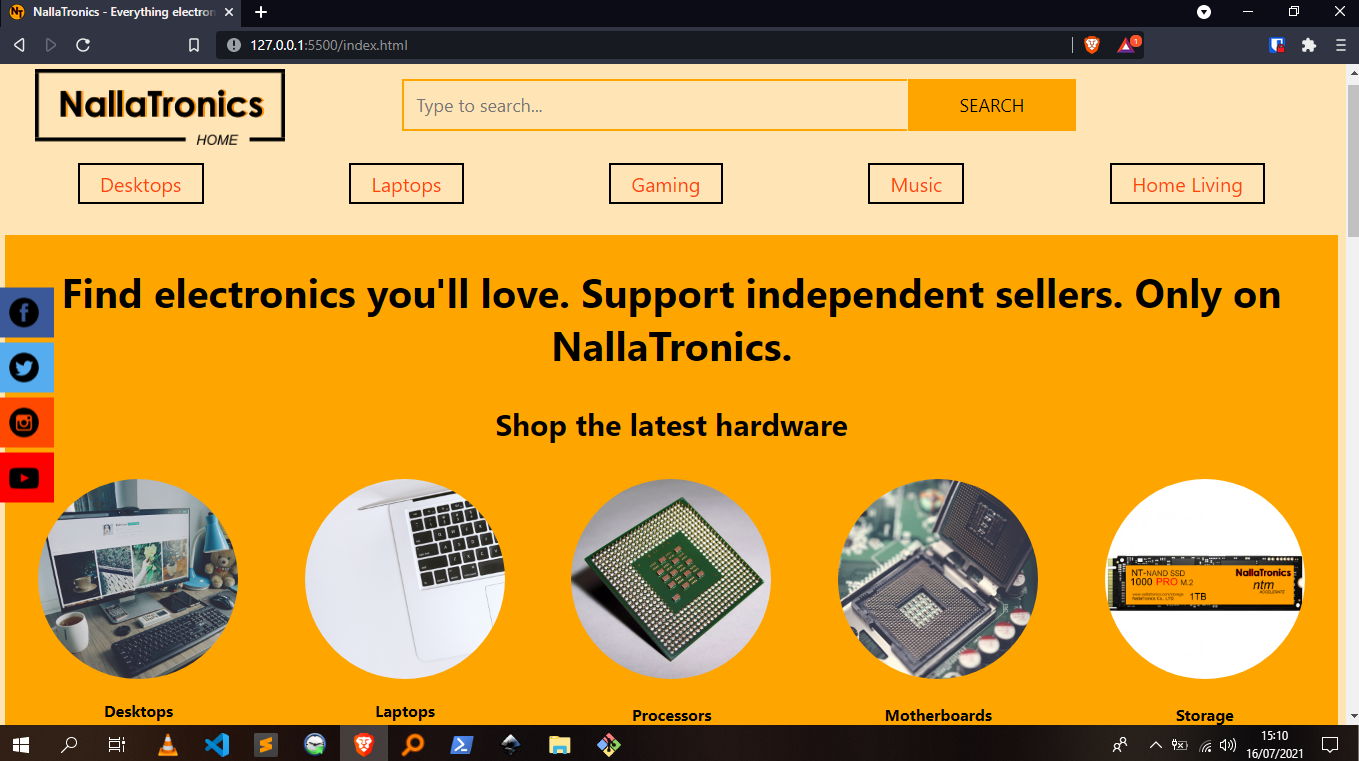 NallaTronics - Everything electron
127.0.0.1:5500/index.html
1
NallaTronics
HOME
Type to search...
SEARCH
Desktops
Laptops
Gaming
Music
Home Living
Find electronics you'll love. Support independent sellers. Only on
NallaTronics.
Shop the latest hardware
NT-NAND SSD
1000 PRO M.2
NallaTronics
ntm
ACCELERATE
1TB
Desktops
Laptops
Processors
Motherboards
Storage
15:10
16/07/2021